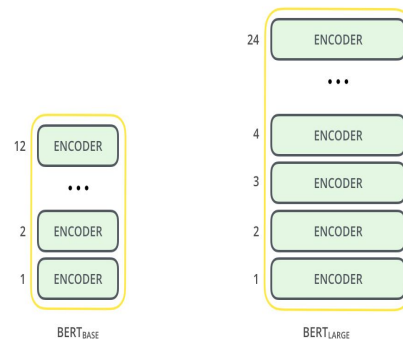 12 ENCODER
•••
2 ENCODER
1 ENCODER
BERTBASE
24 ENCODER
•••
4 ENCODER
3 ENCODER
2 ENCODER
1 ENCODER
BERTLARGE